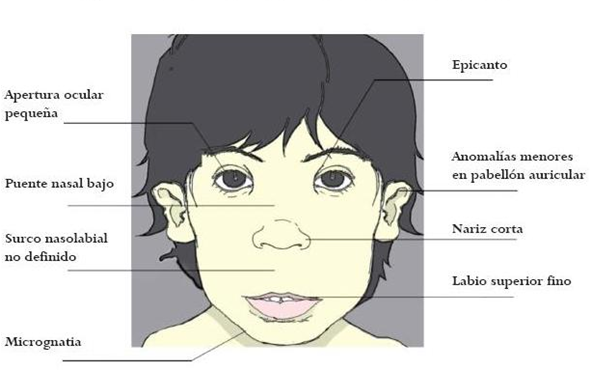 Apertura ocular
pequeña
Puente nasal bajo
Surco nasolabial
no definido
Micrognatia
Epicanto
Anomalías menores
en pabellón auricular
Nariz corta
Labio superior fino